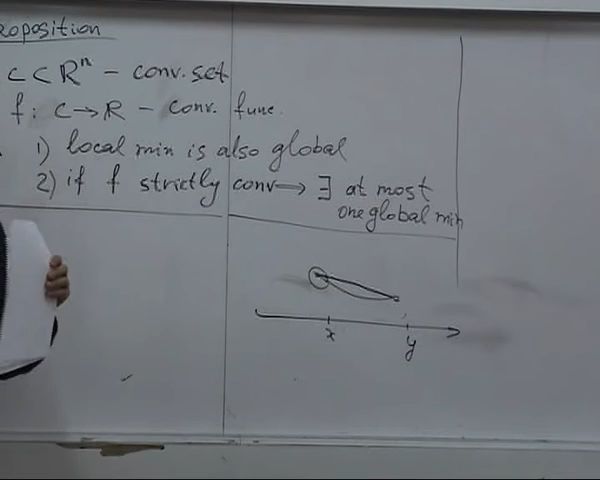 roposition
C ⊂ Rⁿ - conv. set
f: C → R - conv. func.
1) local min is also global
2) if f strictly conv ⟹ ∃ at most
one global min
x
y